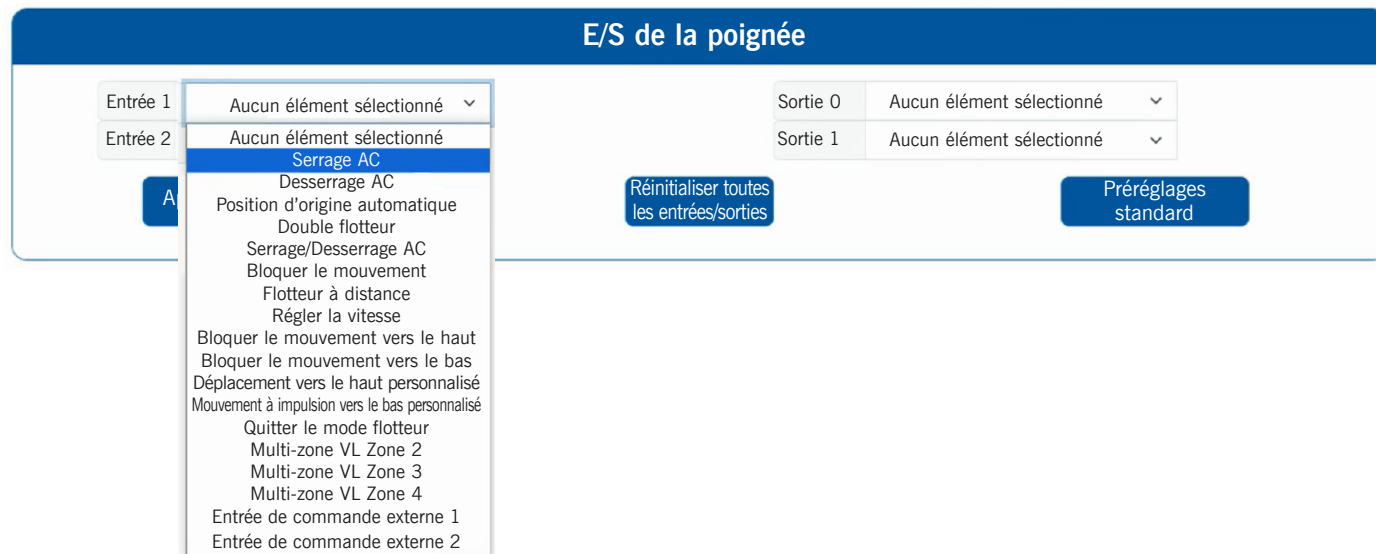 E/S de la poignée
Entrée 1
Aucun élément sélectionné
Sortie 0
Aucun élément sélectionné
Entrée 2
Sortie 1
Aucun élément sélectionné
Aucun élément sélectionné
Serrage AC
Desserrage AC
Position d'origine automatique
Double flotteur
Serrage/Desserrage AC
Bloquer le mouvement
Flotteur à distance
Régler la vitesse
Bloquer le mouvement vers le haut
Bloquer le mouvement vers le bas
Déplacement vers le haut personnalisé
Mouvement à impulsion vers le bas personnalisé
Quitter le mode flotteur
Multi-zone VL Zone 2
Multi-zone VL Zone 3
Multi-zone VL Zone 4
Entrée de commande externe 1
Entrée de commande externe 2
Réinitialiser toutes
les entrées/sorties
Préréglages
standard